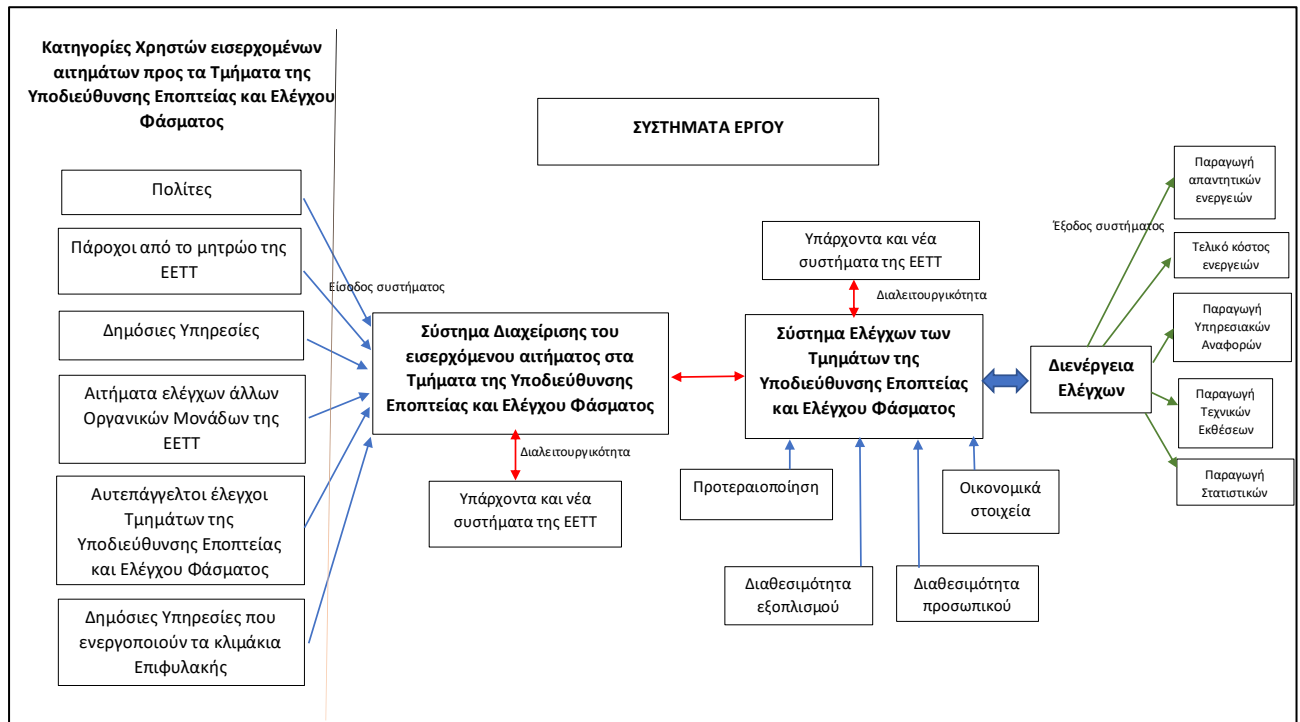 Κατηγορίες Χρηστών εισερχομένων
αιτημάτων προς τα Τμήματα της
Υποδιεύθυνσης Εποπτείας και Ελέγχου
Φάσματος
ΣΥΣΤΗΜΑΤΑ ΕΡΓΟΥ
Πολίτες
Πάροχοι από το μητρώο της
ΕΕΤΤ
Δημόσιες Υπηρεσίες
Αιτήματα ελέγχων άλλων
Οργανικών Μονάδων της
ΕΕΤΤ
Αυτεπάγγελτοι έλεγχοι
Τμημάτων της
Υποδιεύθυνσης Εποπτείας
και Ελέγχου Φάσματος
Δημόσιες Υπηρεσίες που
ενεργοποιούν τα κλιμάκια
Επιφυλακής
Είσοδος συστήματος
Σύστημα Διαχείρισης του
εισερχόμενου αιτήματος στα
Τμήματα της Υποδιεύθυνσης
Εποπτείας και Ελέγχου Φάσματος
Διαλειτουργικότητα
Υπάρχοντα και νέα
συστήματα της ΕΕΤΤ
Υπάρχοντα και νέα
συστήματα της ΕΕΤΤ
Διαλειτουργικότητα
Σύστημα Ελέγχων των
Τμημάτων της
Υποδιεύθυνσης Εποπτείας
και Ελέγχου Φάσματος
Προτεραιοποίηση
Οικονομικά
στοιχεία
Διαθεσιμότητα
εξοπλισμού
Διαθεσιμότητα
προσωπικού
Διενέργεια
Ελέγχων
Έξοδος συστήματος
Παραγωγή
απαντητικών
ενεργειών
Τελικό κόστος
ενεργειών
Παραγωγή
Υπηρεσιακών
Αναφορών
Παραγωγή
Τεχνικών
Εκθέσεων
Παραγωγή
Στατιστικών